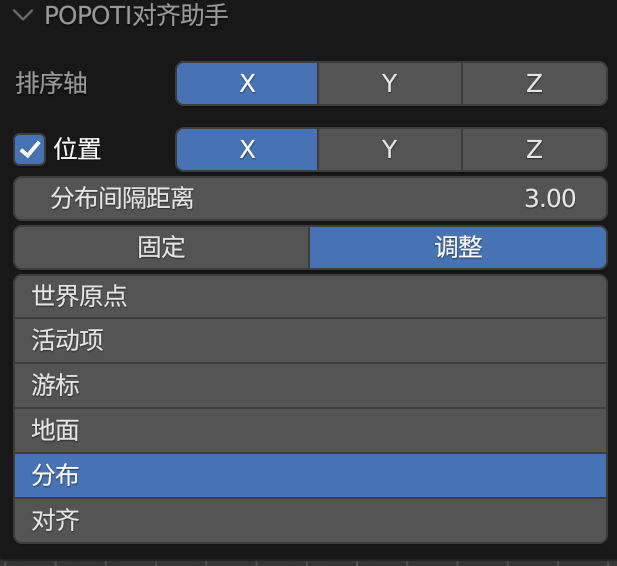 POPOTI对齐助手
排序轴 X Y Z
位置 X Y Z
分布间隔距离 3.00
固定 调整
世界原点
活动项
游标
地面
分布
对齐